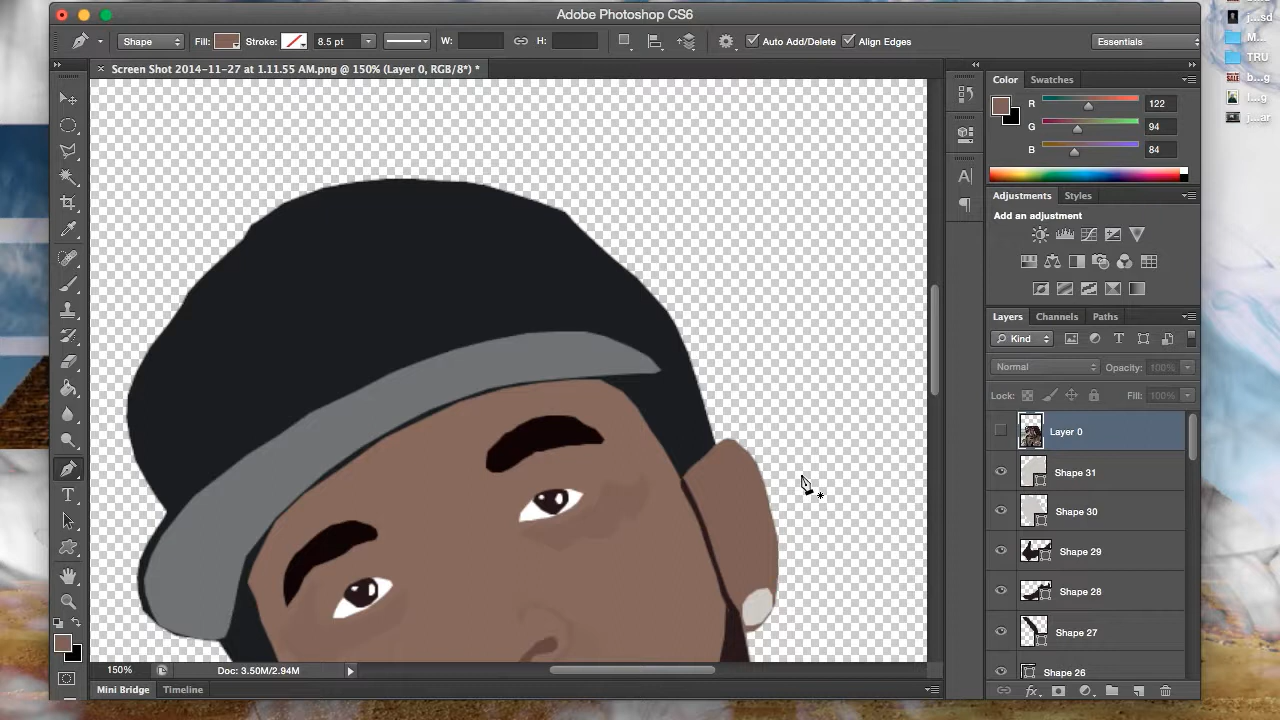 Adobe Photoshop CS6
Shape Fill: Stroke: 8.5 pt W: H: Auto Add/Delete Align Edges Essentials
Screen Shot 2014-11-27 at 1.11.55 AM.png @ 150% (Layer 0, RGB/8*) *
j....sd
M...
TRU
b...g
l....g
j....ar
Color Swatches
R 122
G 94
B 84
Adjustments Styles
Add an adjustment
Layers Channels Paths
Kind
Normal Opacity: 100%
Lock: Fill: 100%
Layer 0
Shape 31
Shape 30
Shape 29
Shape 28
Shape 27
Shape 26
150% Doc: 3.50M/2.94M
Mini Bridge Timeline